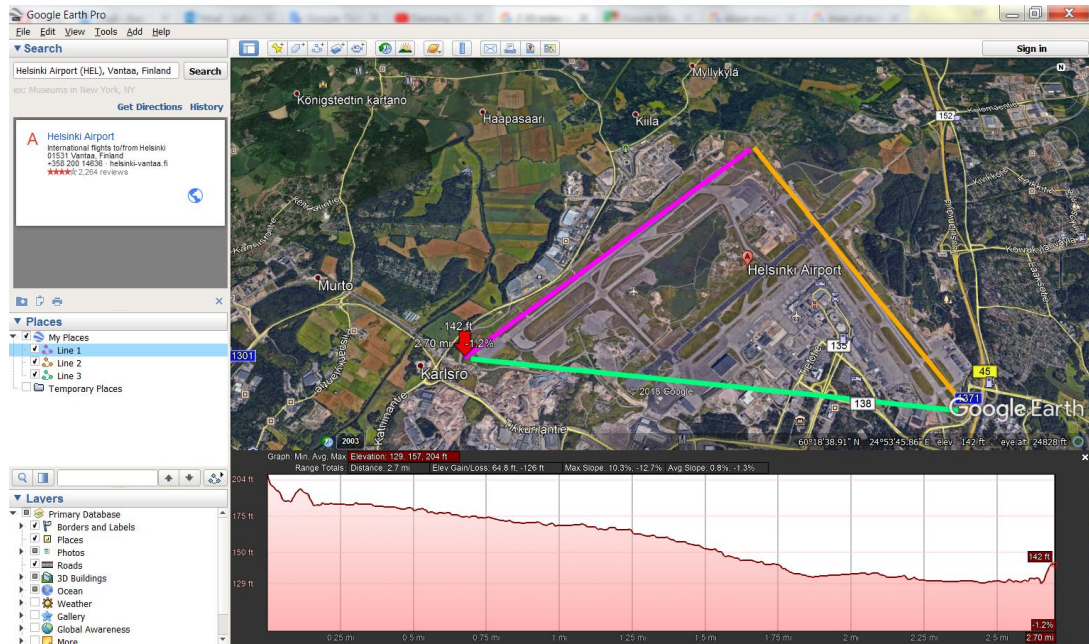 Google Earth Pro
File Edit View Tools Add Help
Search
Helsinki Airport (HEL), Vantaa, Finland Search
ex: Museums in New York, NY
Get Directions History
A Helsinki Airport
International flights to/from Helsinki
01531 Vantaa, Finland
+358 200 14636 - helsinki-vantaa.fi
2,264 reviews
Places
My Places
Line 1
Line 2
Line 3
Temporary Places
Layers
Primary Database
Borders and Labels
Places
Photos
Roads
3D Buildings
Ocean
Weather
Gallery
Global Awareness
More
Sign in
N
Myllykylä
Königstedtin kartano
Haapasaari
Kiila
152
Murto
A
Helsinki Airport
142 ft
2.70 mi -1.2%
1301
Karlsro
135
45
138
1371
© 2018 Google
Google Earth
2003
60°18'38.91" N 24°53'45.86" E elev 142 ft eye alt 24828 ft
Graph: Min, Avg, Max Elevation: 129, 157, 204 ft
Range Totals: Distance: 2.7 mi Elev Gain/Loss: 64.8 ft, -126 ft Max Slope: 10.3%, -12.7% Avg Slope: 0.8%, -1.3%
204 ft
175 ft
150 ft
142 ft
129 ft
-1.2%
0.25 mi 0.5 mi 0.75 mi 1 mi 1.25 mi 1.5 mi 1.75 mi 2 mi 2.25 mi 2.5 mi 2.70 mi